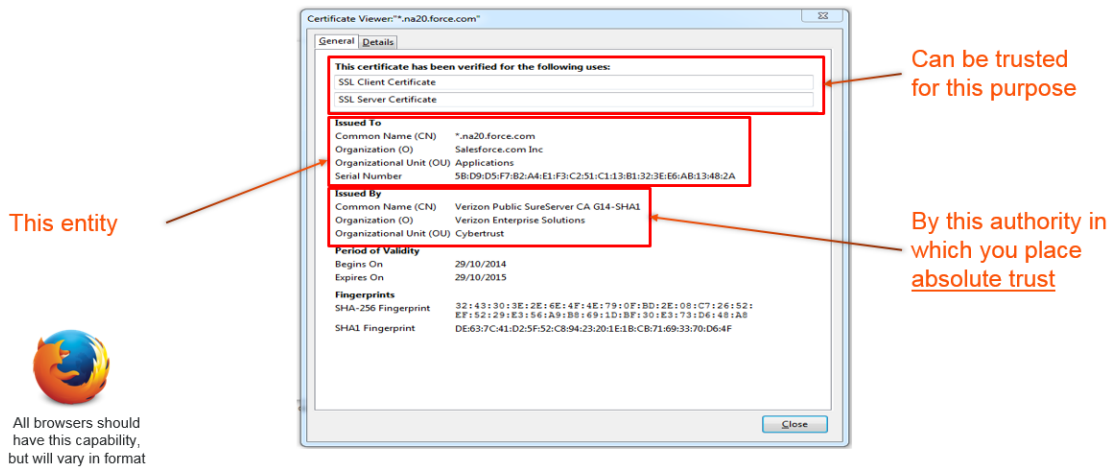 Certificate Viewer:"*.na20.force.com"
General Details
This certificate has been verified for the following uses:
SSL Client Certificate
SSL Server Certificate
Issued To
Common Name (CN) *.na20.force.com
Organization (O) Salesforce.com Inc
Organizational Unit (OU) Applications
Serial Number 5B:D9:D5:F7:B2:A4:E1:F3:C2:51:C1:13:B1:32:3E:E6:AB:13:48:2A
Issued By
Common Name (CN) Verizon Public SureServer CA G14-SHA1
Organization (O) Verizon Enterprise Solutions
Organizational Unit (OU) Cybertrust
Period of Validity
Begins On 29/10/2014
Expires On 29/10/2015
Fingerprints
SHA-256 Fingerprint 32:43:30:3E:2E:6E:4F:4E:79:0F:BD:2E:08:C7:26:52:
EF:52:29:E3:56:A9:B8:69:1D:BF:30:E3:73:D6:48:A8
SHA1 Fingerprint DE:63:7C:41:D2:5F:52:C8:94:23:20:1E:1B:CB:71:69:33:70:D6:4F
Close
Can be trusted
for this purpose
This entity
By this authority in
which you place
absolute trust
All browsers should
have this capability,
but will vary in format